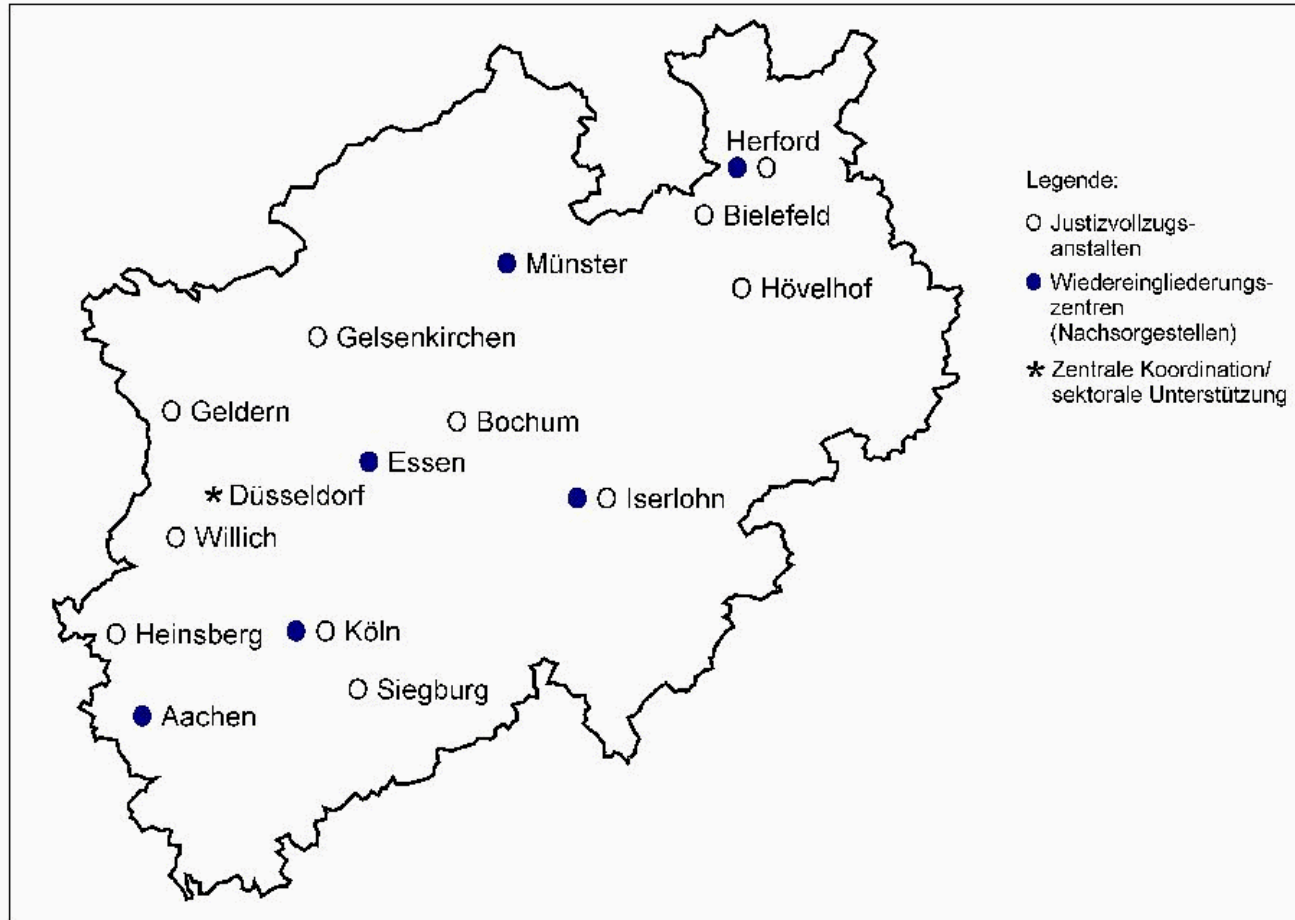 Herford
Bielefeld
Münster
Hövelhof
Gelsenkirchen
Geldern
Bochum
Essen
* Düsseldorf
Iserlohn
Willich
Heinsberg
Köln
Siegburg
Aachen
Legende:
Justizvollzugs-
anstalten
Wiedereingliederungs-
zentren
(Nachsorgestellen)
* Zentrale Koordination/
sektorale Unterstützung